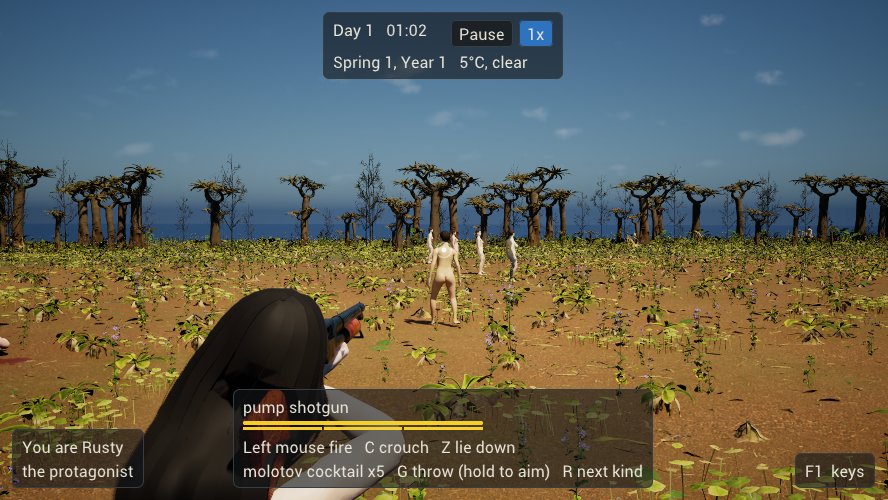 Day 1 01:02 Pause 1x
Spring 1, Year 1 5°C, clear
pump shotgun
Left mouse fire C crouch Z lie down
molotov cocktail x5 G throw (hold to aim) R next kind
You are Rusty
the protagonist
F1 keys